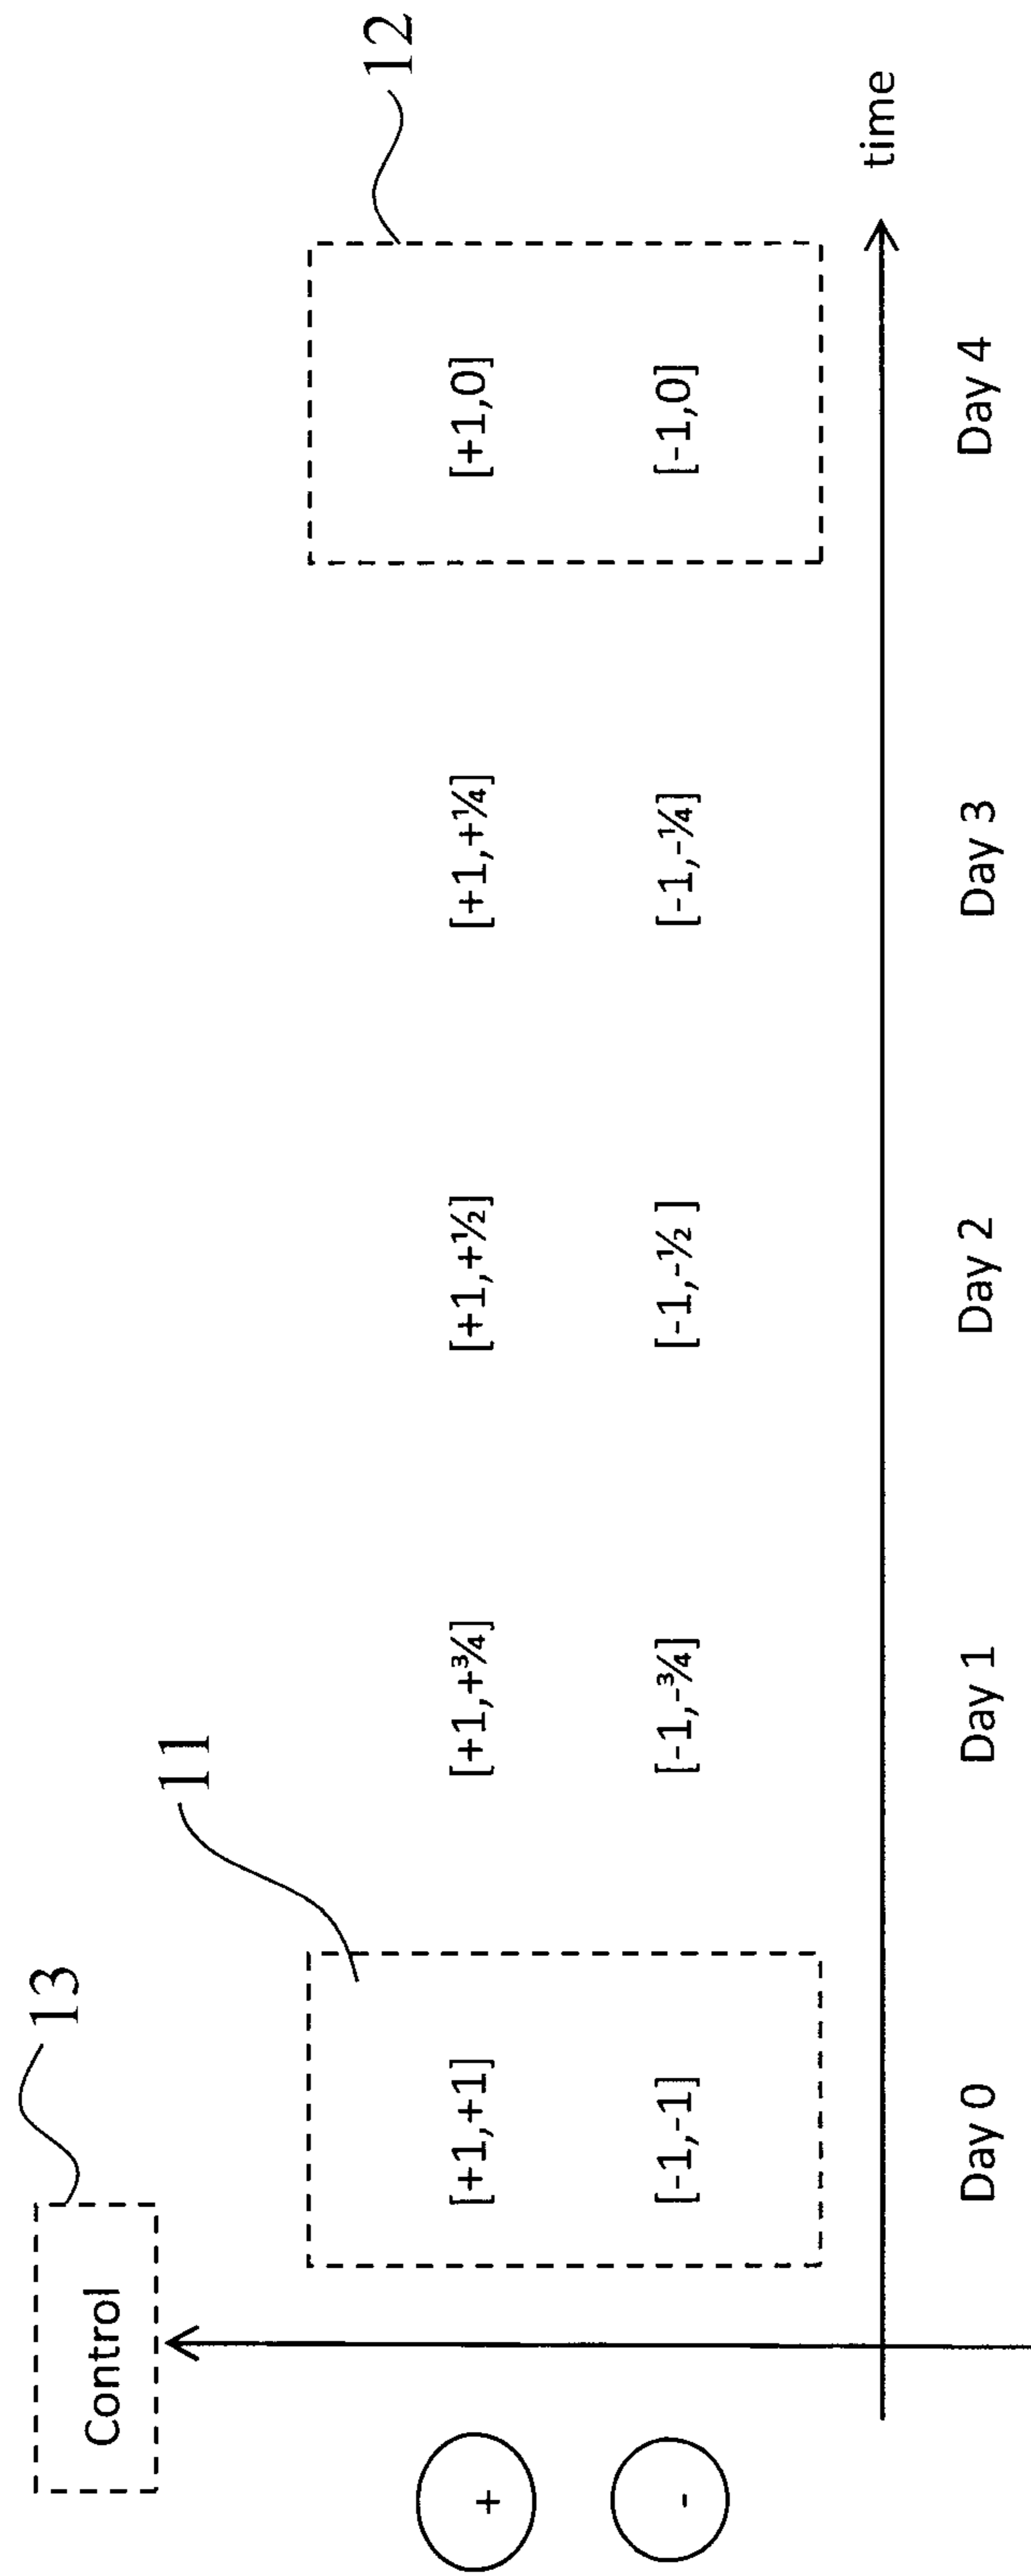 13
Control
11
12
+
[+1,+1]
[+1,+¾]
[+1,+½]
[+1,+¼]
[+1,0]
-
[-1,-1]
[-1,-¾]
[-1,-½ ]
[-1,-¼]
[-1,0]
time
Day 0
Day 1
Day 2
Day 3
Day 4